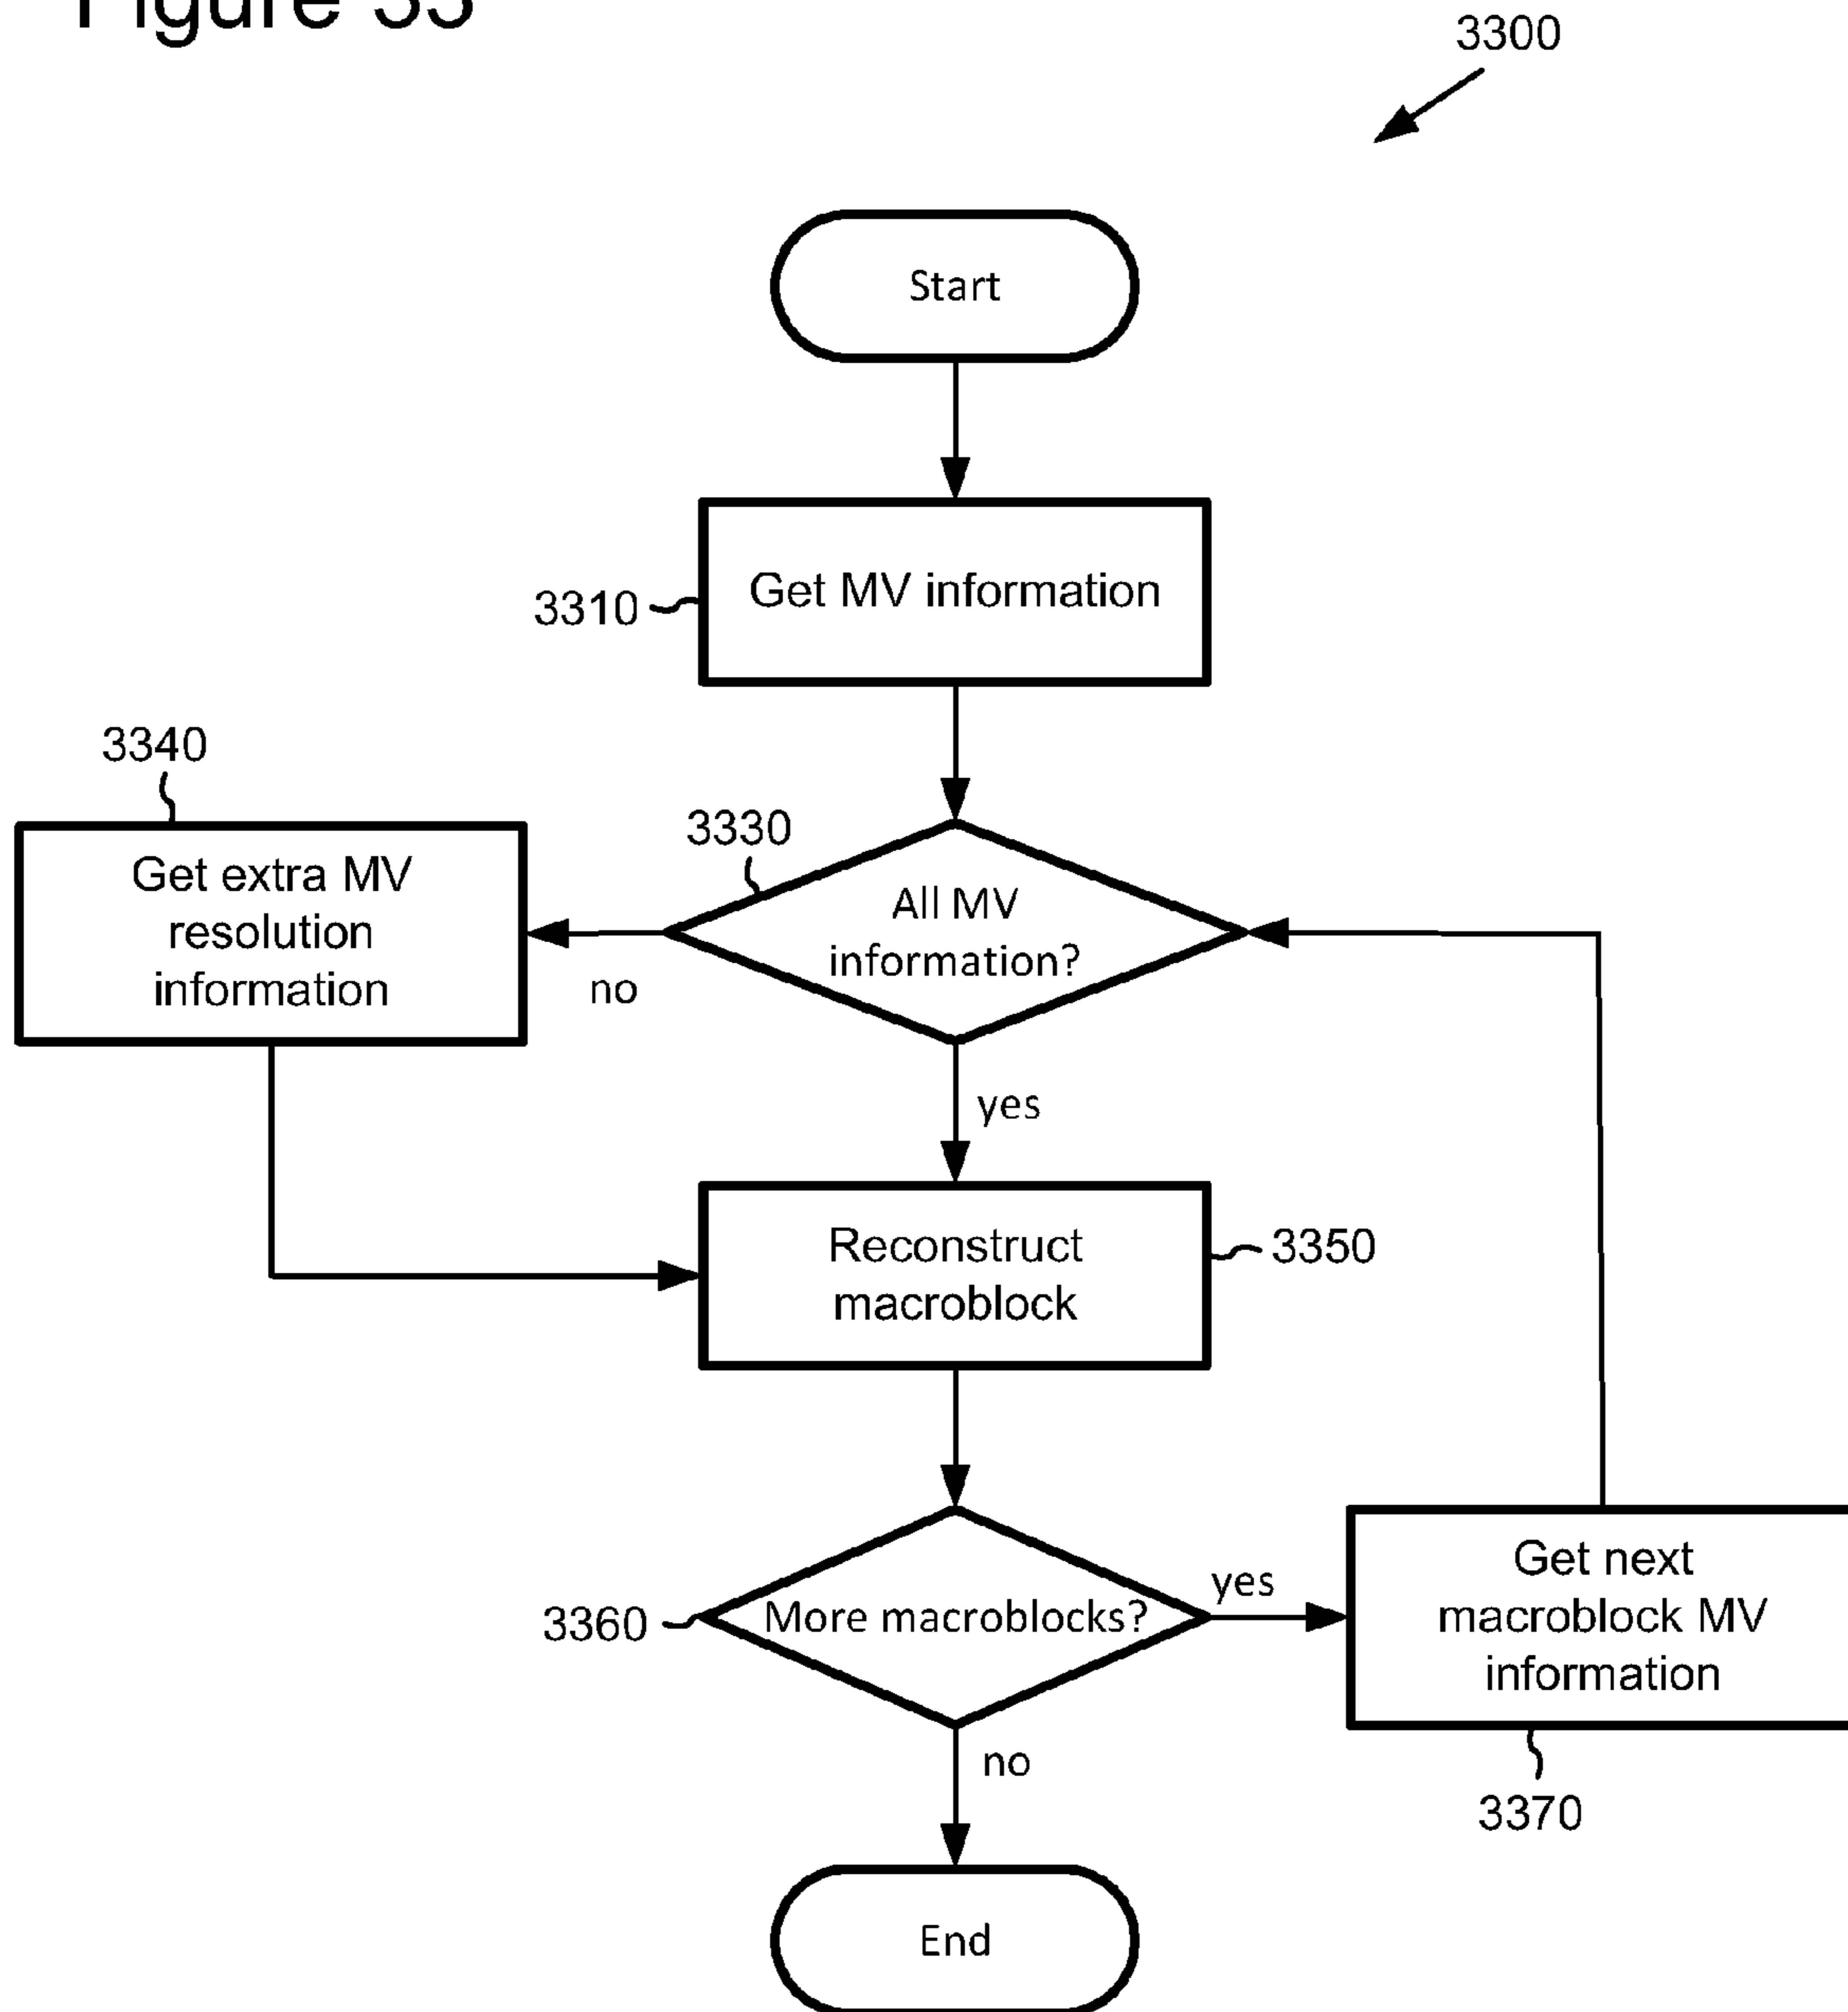 Figure 33
3300
Start
Get MV information
3310
3340
3330
Get extra MV
resolution
information
All MV
information?
no
yes
Reconstruct
macroblock
3350
3360
More macroblocks?
yes
Get next
macroblock MV
information
no
3370
End